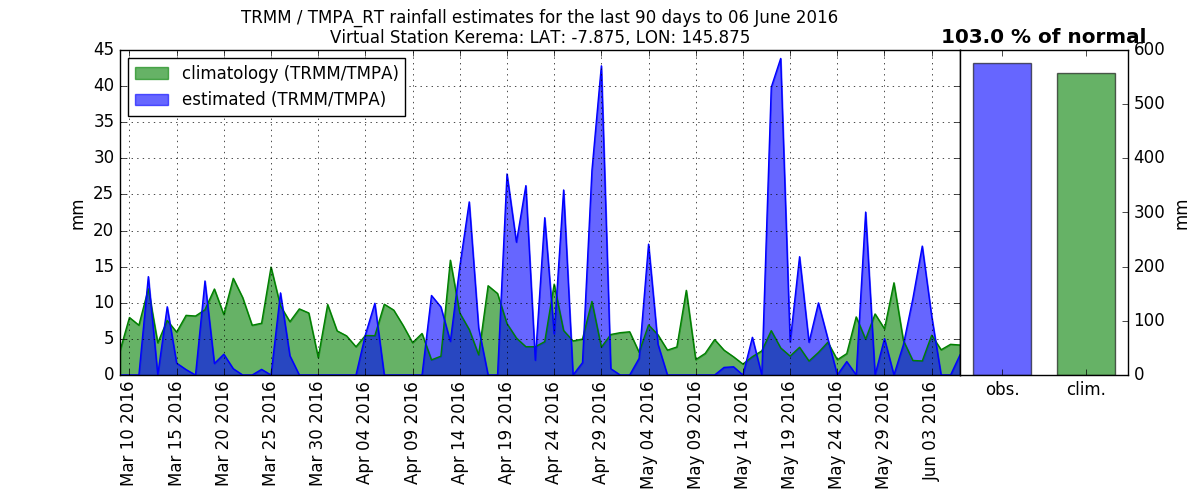 TRMM / TMPA_RT rainfall estimates for the last 90 days to 06 June 2016
Virtual Station Kerema: LAT: -7.875, LON: 145.875
103.0 % of normal
climatology (TRMM/TMPA)
estimated (TRMM/TMPA)
45
40
35
30
25
20
15
10
5
0
mm
Mar 10 2016
Mar 15 2016
Mar 20 2016
Mar 25 2016
Mar 30 2016
Apr 04 2016
Apr 09 2016
Apr 14 2016
Apr 19 2016
Apr 24 2016
Apr 29 2016
May 04 2016
May 09 2016
May 14 2016
May 19 2016
May 24 2016
May 29 2016
Jun 03 2016
obs.
clim.
600
500
400
300
200
100
0
mm